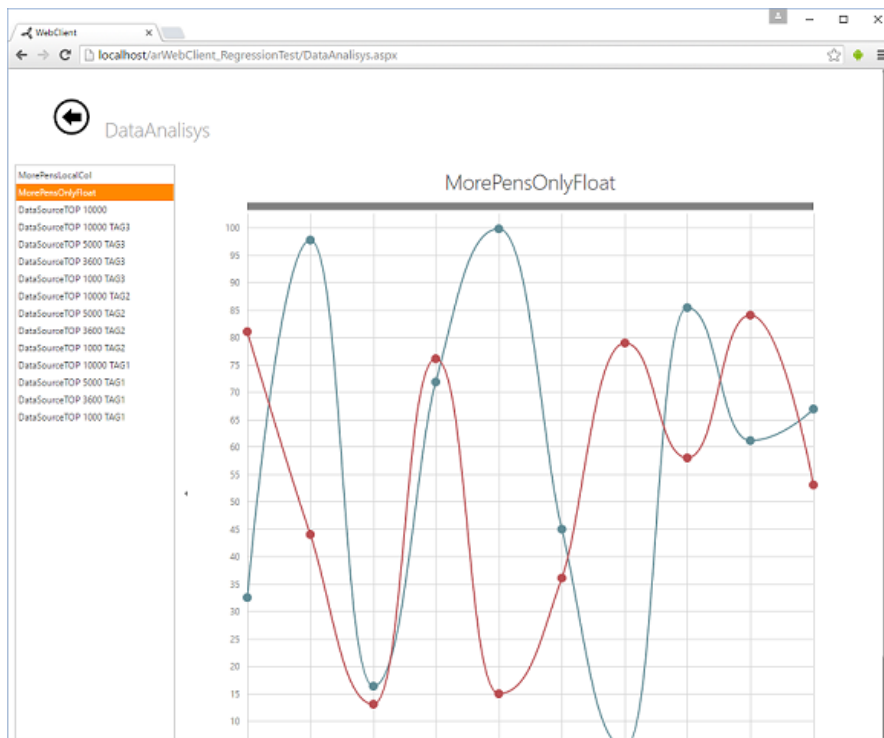 WebClient
localhost/arWebClient_RegressionTest/DataAnalisys.aspx
DataAnalisys
MorePensLocalCol
MorePensOnlyFloat
DataSourceTOP 10000
DataSourceTOP 10000 TAG3
DataSourceTOP 5000 TAG3
DataSourceTOP 3600 TAG3
DataSourceTOP 1000 TAG3
DataSourceTOP 10000 TAG2
DataSourceTOP 5000 TAG2
DataSourceTOP 3600 TAG2
DataSourceTOP 1000 TAG2
DataSourceTOP 10000 TAG1
DataSourceTOP 5000 TAG1
DataSourceTOP 3600 TAG1
DataSourceTOP 1000 TAG1
MorePensOnlyFloat
100
95
90
85
80
75
70
65
60
55
50
45
40
35
30
25
20
15
10